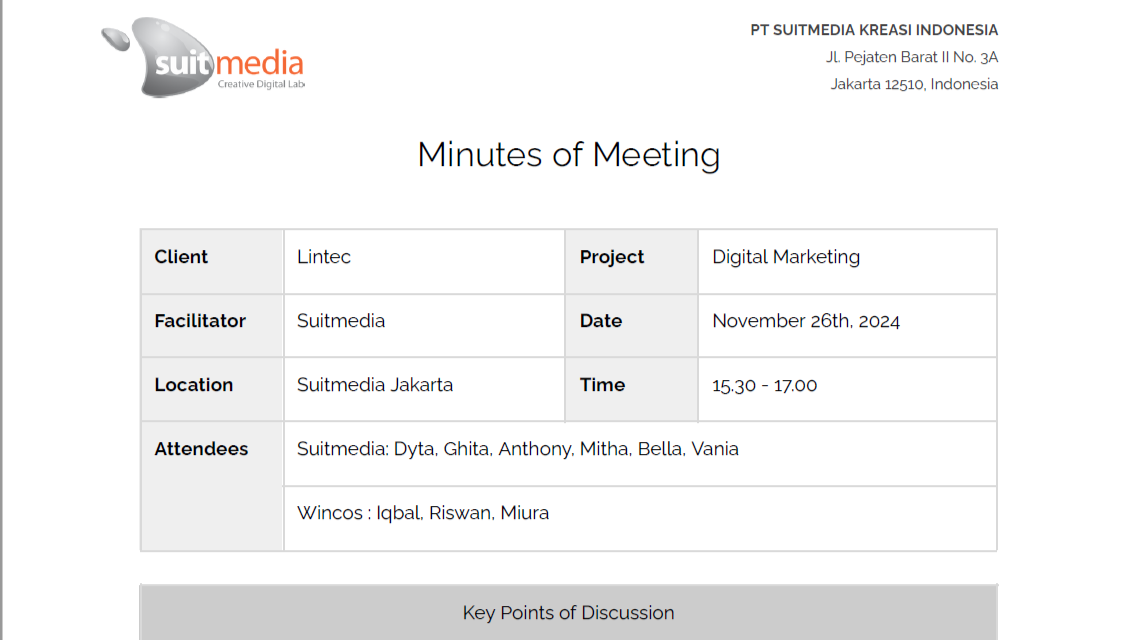 suitmedia
Creative Digital Lab
PT SUITMEDIA KREASI INDONESIA
Jl. Pejaten Barat II No. 3A
Jakarta 12510, Indonesia
Minutes of Meeting
Client Lintec Project Digital Marketing
Facilitator Suitmedia Date November 26th, 2024
Location Suitmedia Jakarta Time 15.30 - 17.00
Attendees Suitmedia: Dyta, Ghita, Anthony, Mitha, Bella, Vania
Wincos : Iqbal, Riswan, Miura
Key Points of Discussion